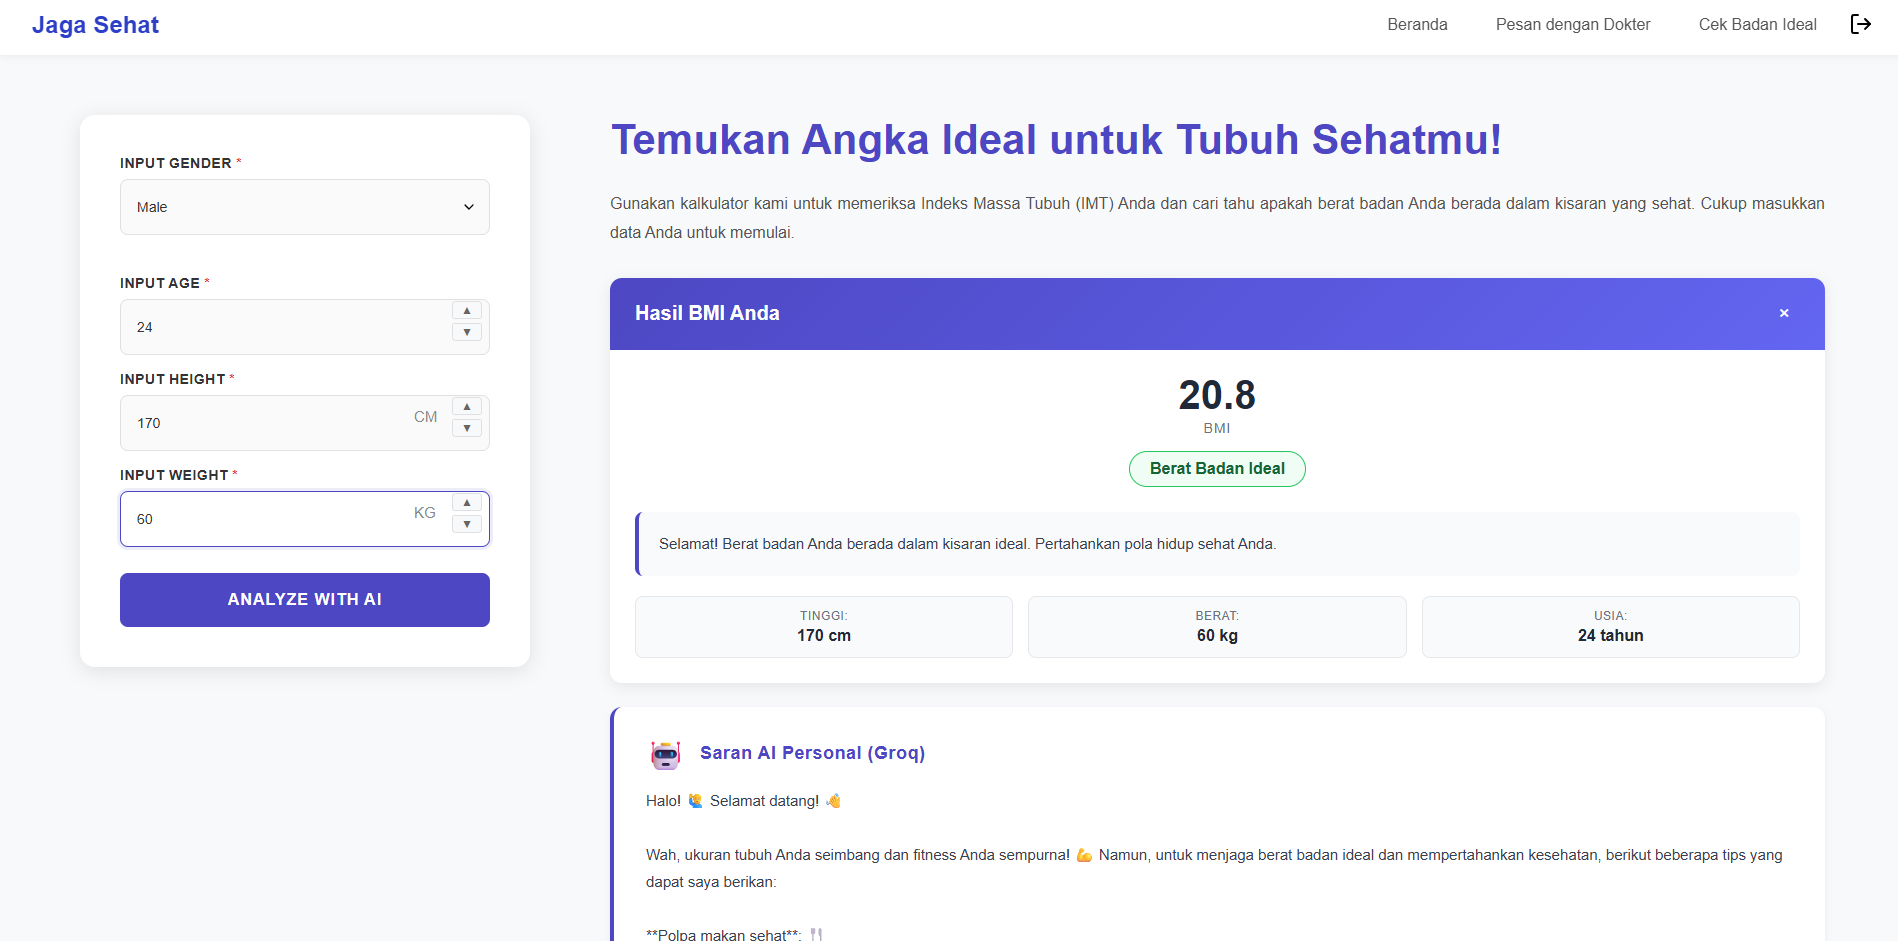 Jaga Sehat
Beranda
Pesan dengan Dokter
Cek Badan Ideal
INPUT GENDER *
Male
INPUT AGE *
24
INPUT HEIGHT *
170
CM
INPUT WEIGHT *
60
KG
ANALYZE WITH AI
Temukan Angka Ideal untuk Tubuh Sehatmu!
Gunakan kalkulator kami untuk memeriksa Indeks Massa Tubuh (IMT) Anda dan cari tahu apakah berat badan Anda berada dalam kisaran yang sehat. Cukup masukkan
data Anda untuk memulai.
Hasil BMI Anda
×
20.8
BMI
Berat Badan Ideal
Selamat! Berat badan Anda berada dalam kisaran ideal. Pertahankan pola hidup sehat Anda.
TINGGI:
170 cm
BERAT:
60 kg
USIA:
24 tahun
Saran AI Personal (Groq)
Halo! 🙋 Selamat datang! 👋
Wah, ukuran tubuh Anda seimbang dan fitness Anda sempurna! 💪 Namun, untuk menjaga berat badan ideal dan mempertahankan kesehatan, berikut beberapa tips yang
dapat saya berikan:
**Polpa makan sehat**: 🍴